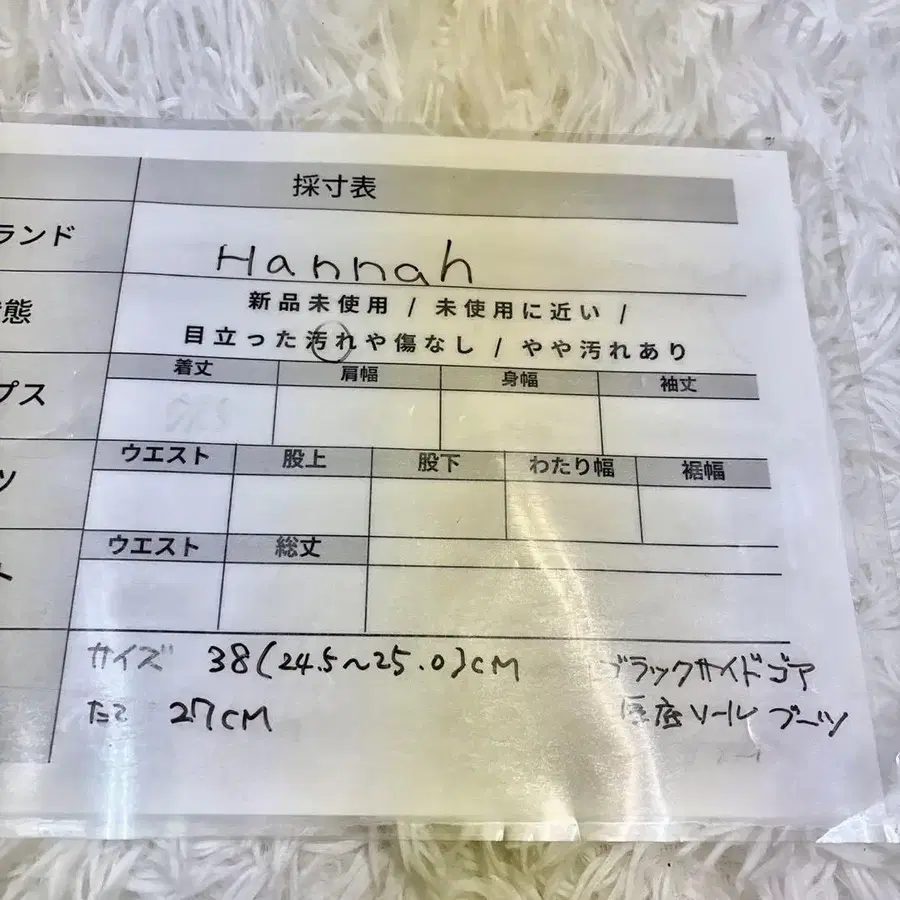 採寸表
ランド
Hannah
態
新品未使用 / 未使用に近い /
目立った汚れや傷なし / やや汚れあり
プス
着丈 肩幅 身幅 袖丈
ツ
ウエスト 股上 股下 わたり幅 裾幅
ト
ウエスト 総丈
サイズ 38(24.5~25.0)cM ブラックサイドゴア
たて 27cM 厚底ソールブーツ